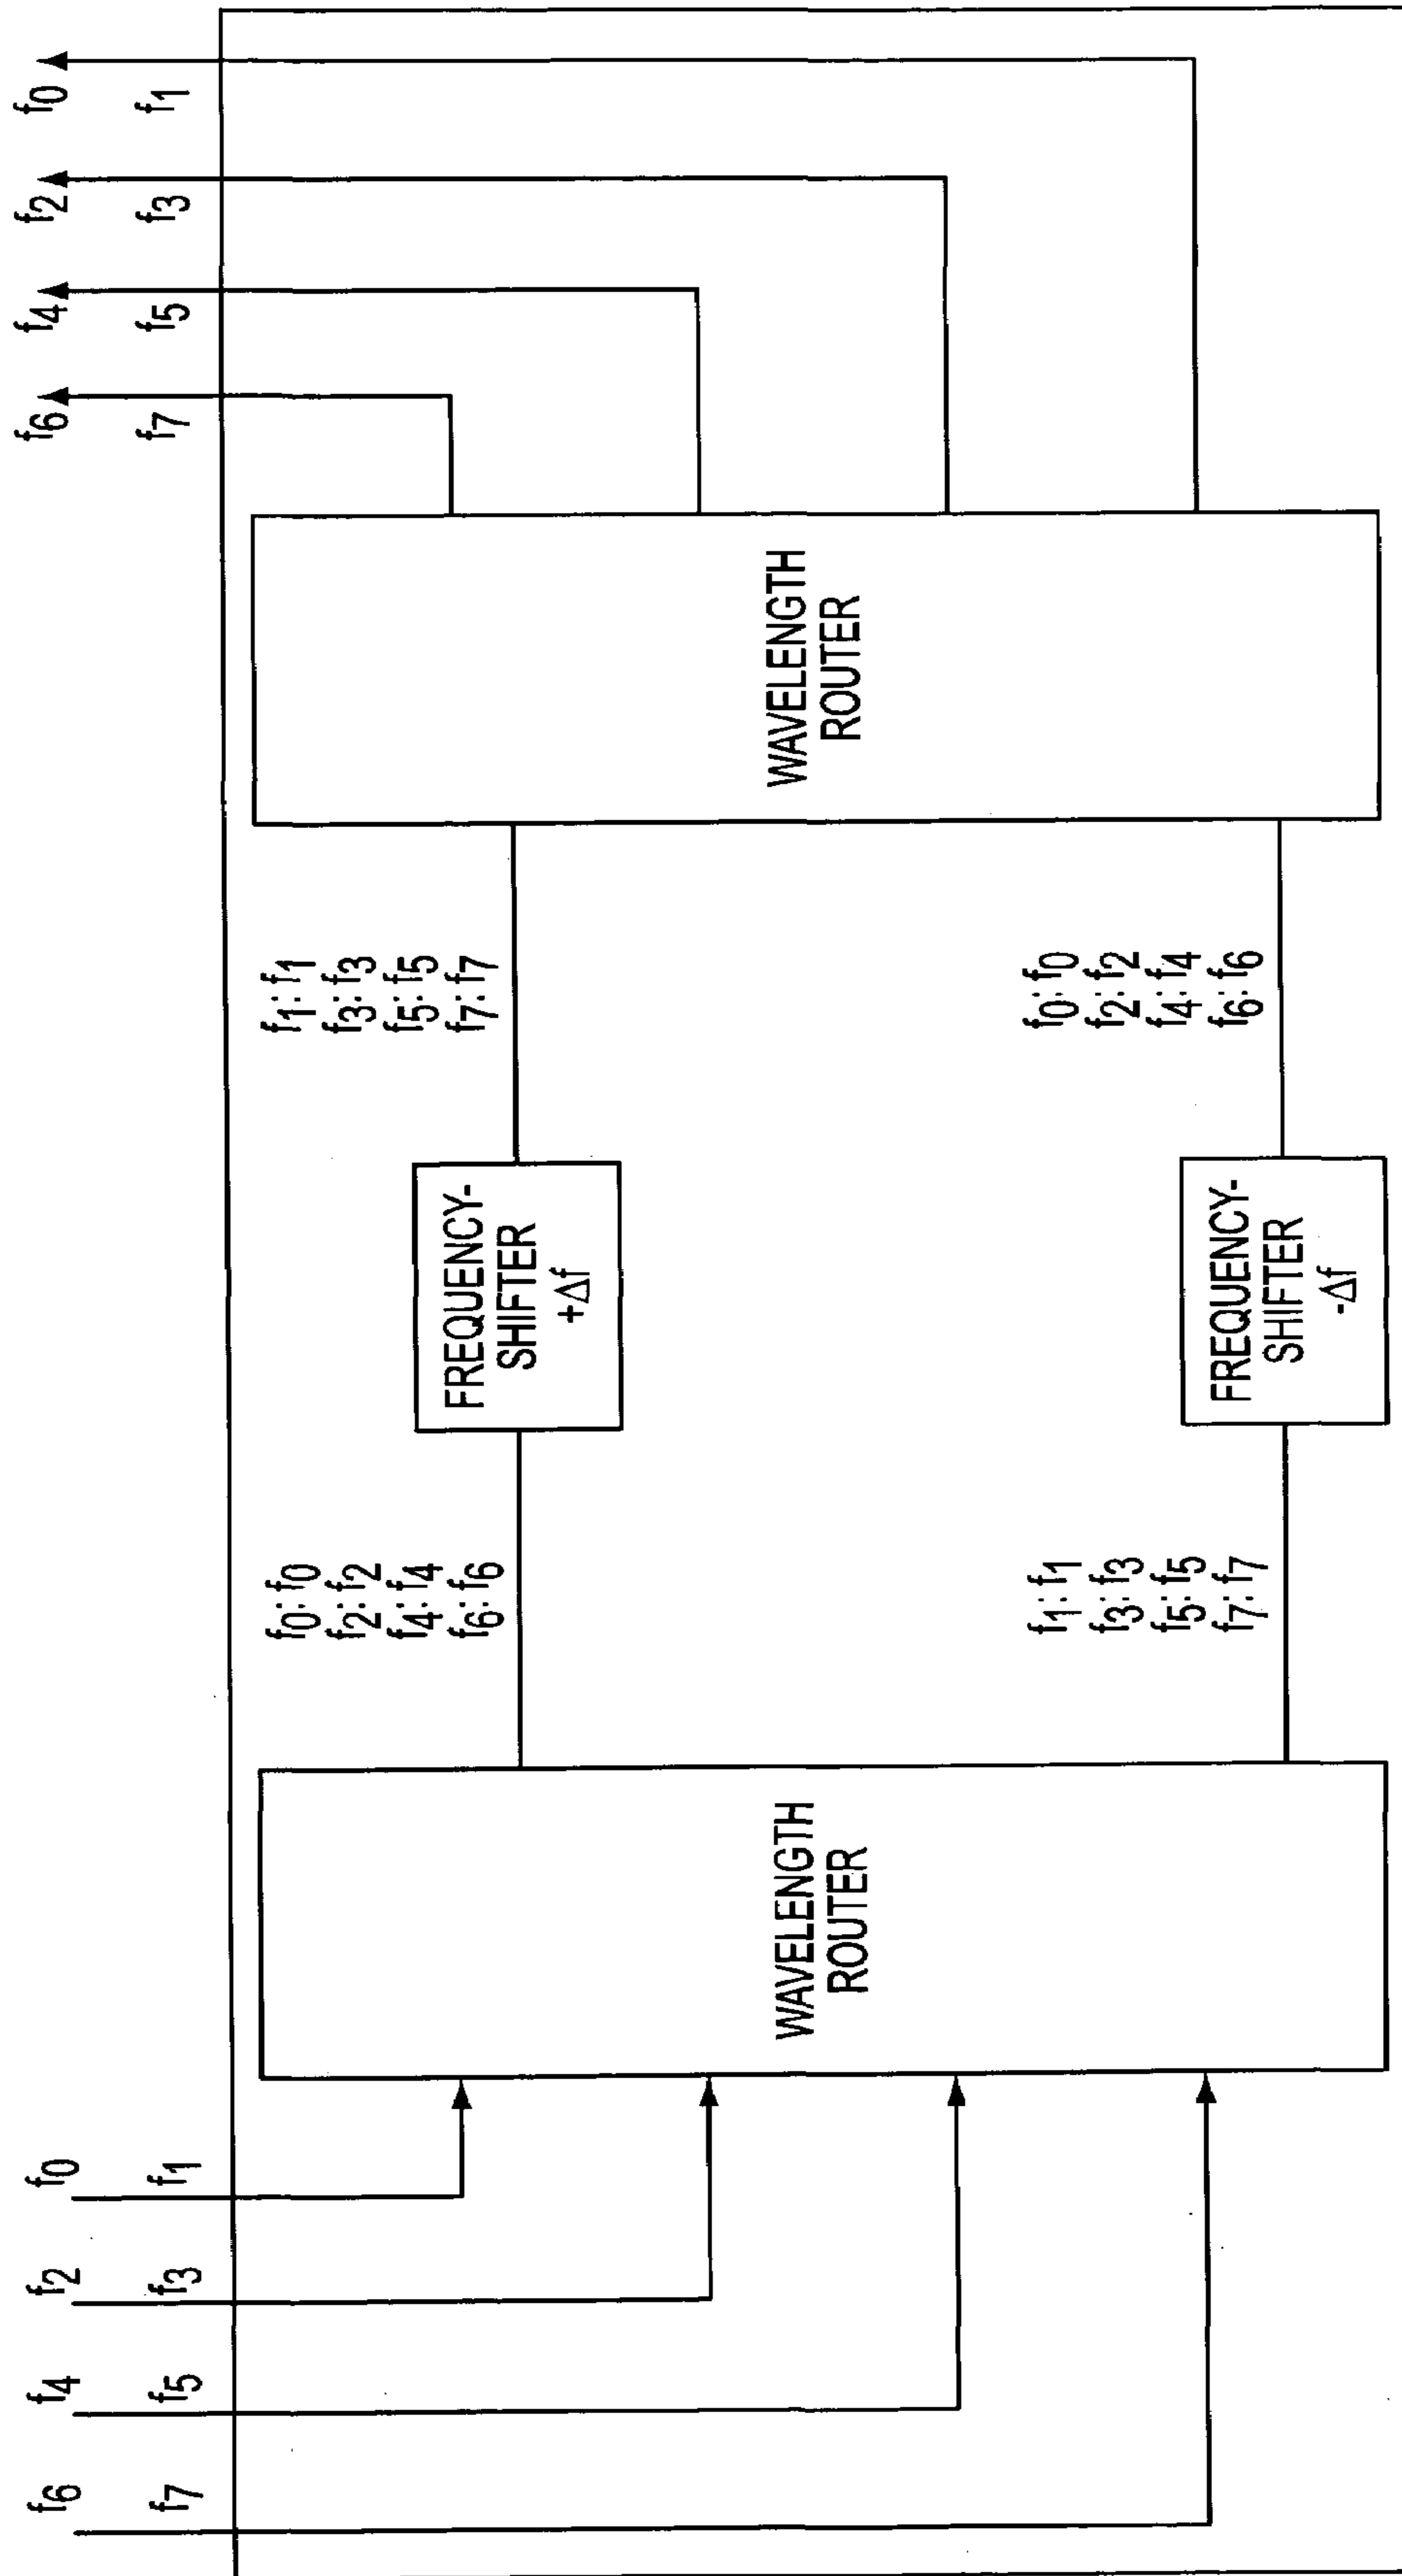 f6 f4 f2 f0
f7 f5 f3 f1
f6 f4 f2 f0
f7 f5 f3 f1
WAVELENGTH
ROUTER
f0: f0
f2: f2
f4: f4
f6: f6
FREQUENCY-
SHIFTER
+Δf
f1: f1
f3: f3
f5: f5
f7: f7
f1: f1
f3: f3
f5: f5
f7: f7
FREQUENCY-
SHIFTER
-Δf
f0: f0
f2: f2
f4: f4
f6: f6
WAVELENGTH
ROUTER